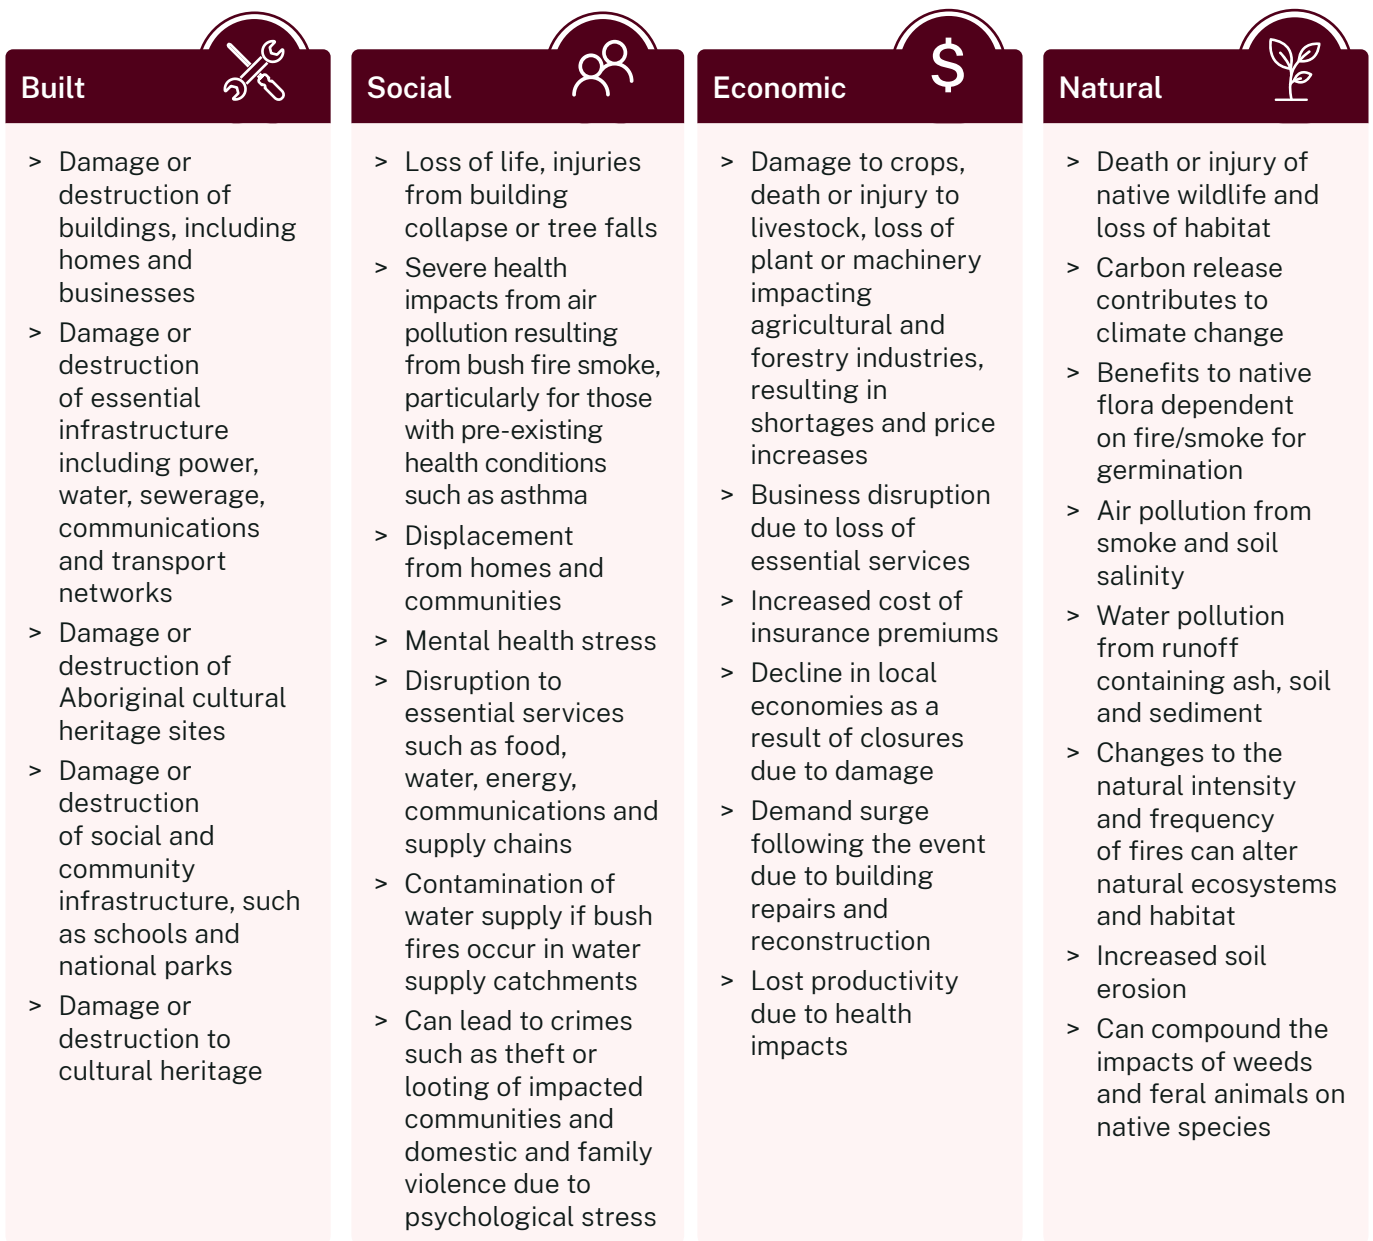 Built
> Damage or
destruction of
buildings, including
homes and
businesses
> Damage or
destruction
of essential
infrastructure
including power,
water, sewerage,
communications
and transport
networks
> Damage or
destruction of
Aboriginal cultural
heritage sites
> Damage or
destruction
of social and
community
infrastructure, such
as schools and
national parks
> Damage or
destruction to
cultural heritage
Social
> Loss of life, injuries
from building
collapse or tree falls
> Severe health
impacts from air
pollution resulting
from bush fire smoke,
particularly for those
with pre-existing
health conditions
such as asthma
> Displacement
from homes and
communities
> Mental health stress
> Disruption to
essential services
such as food,
water, energy,
communications and
supply chains
> Contamination of
water supply if bush
fires occur in water
supply catchments
> Can lead to crimes
such as theft or
looting of impacted
communities and
domestic and family
violence due to
psychological stress
Economic
$
> Damage to crops,
death or injury to
livestock, loss of
plant or machinery
impacting
agricultural and
forestry industries,
resulting in
shortages and price
increases
> Business disruption
due to loss of
essential services
> Increased cost of
insurance premiums
> Decline in local
economies as a
result of closures
due to damage
> Demand surge
following the event
due to building
repairs and
reconstruction
> Lost productivity
due to health
impacts
Natural
> Death or injury of
native wildlife and
loss of habitat
> Carbon release
contributes to
climate change
> Benefits to native
flora dependent
on fire/smoke for
germination
> Air pollution from
smoke and soil
salinity
> Water pollution
from runoff
containing ash, soil
and sediment
> Changes to the
natural intensity
and frequency
of fires can alter
natural ecosystems
and habitat
> Increased soil
erosion
> Can compound the
impacts of weeds
and feral animals on
native species